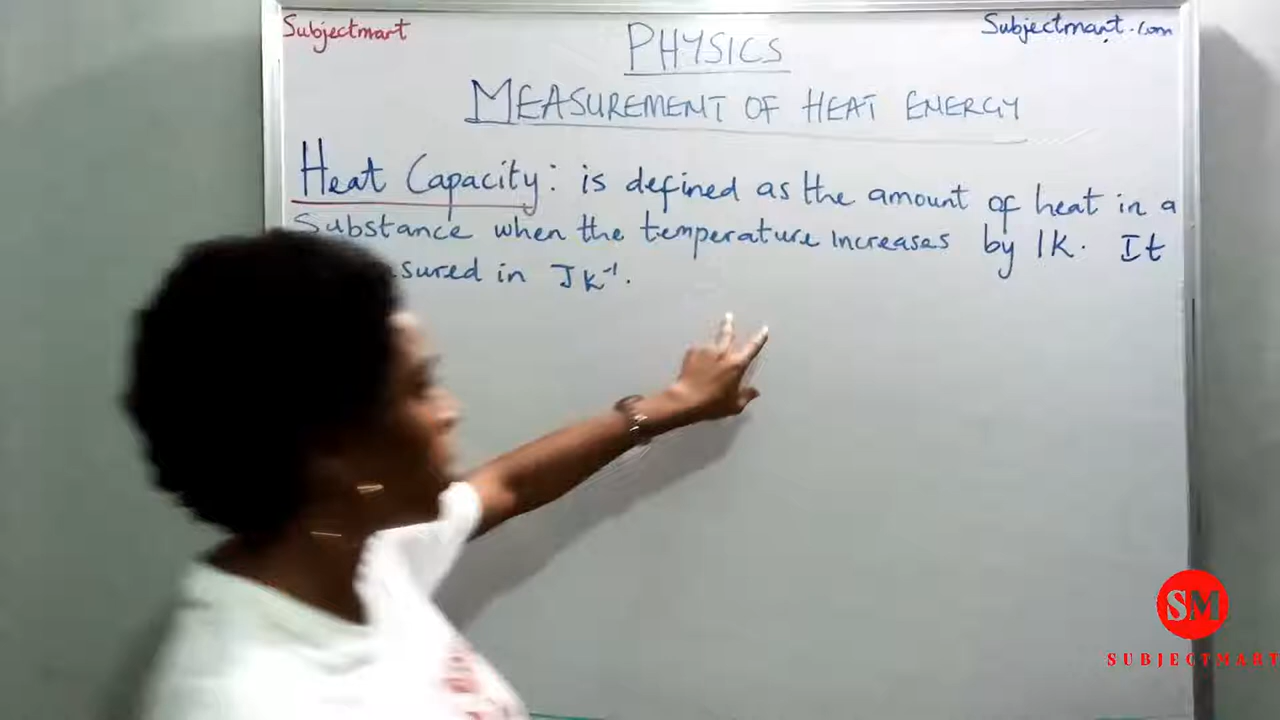 Subjectmart
Subjectmart.com
PHYSICS
MEASUREMENT OF HEAT ENERGY
Heat Capacity: is defined as the amount of heat in a
Substance when the temperature increases by 1K. It
sured in JK⁻¹.
SM
SUBJECTMART